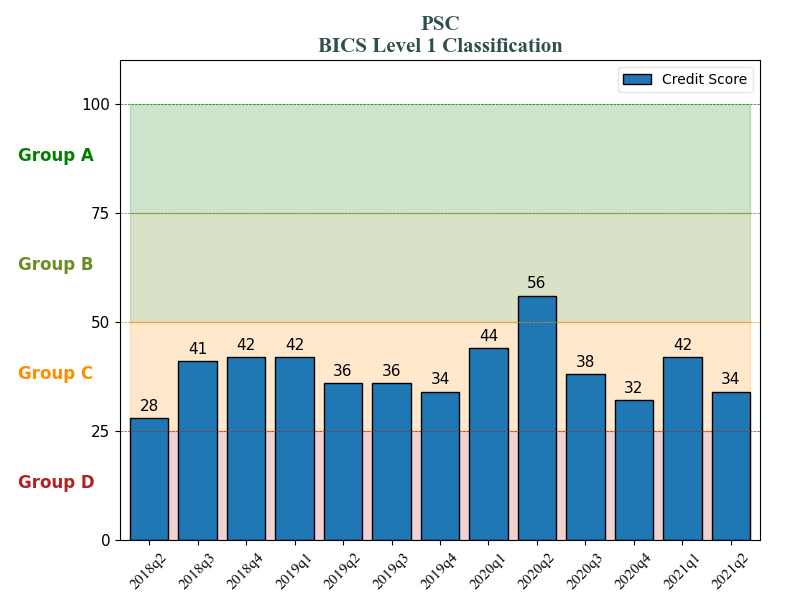 PSC
BICS Level 1 Classification
Credit Score
100
Group A
75
Group B
56
50
44
42
42
42
41
38
Group C
36
36
34
34
32
28
25
Group D
0
2018q2
2018q3
2018q4
2019q1
2019q2
2019q3
2019q4
2020q1
2020q2
2020q3
2020q4
2021q1
2021q2